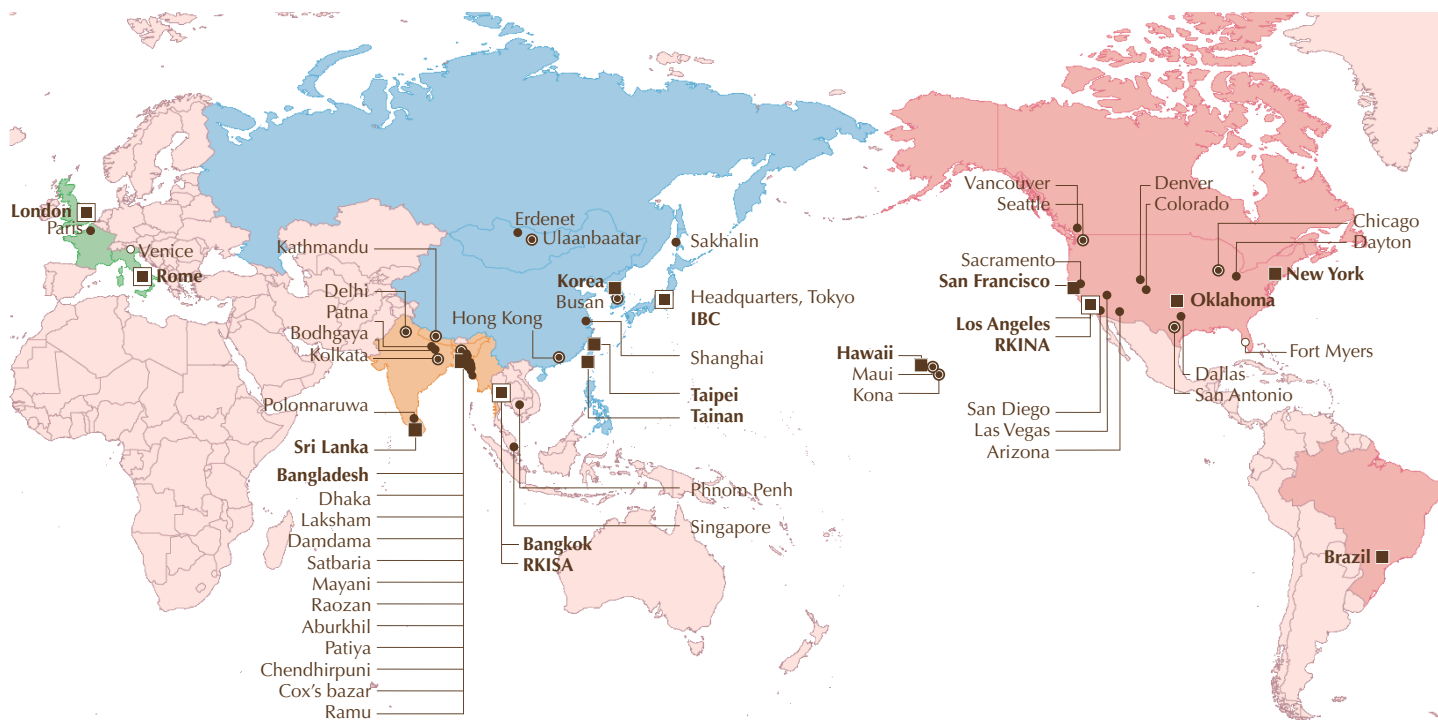 London
Paris
Venice
Rome
Kathmandu
Delhi
Patna
Bodhgaya
Kolkata
Polonnaruwa
Sri Lanka
Bangladesh
Dhaka
Laksham
Damdama
Satbaria
Mayani
Raozan
Aburkhil
Patiya
Chendhirpuni
Cox's bazar
Ramu
Erdenet
Ulaanbaatar
Sakhalin
Korea
Busan
Headquarters, Tokyo
IBC
Hong Kong
Shanghai
Taipei
Tainan
Phnom Penh
Singapore
Bangkok
RKISA
Hawaii
Maui
Kona
Vancouver
Seattle
Sacramento
San Francisco
Los Angeles
RKINA
San Diego
Las Vegas
Arizona
Denver
Colorado
Chicago
Dayton
New York
Oklahoma
Fort Myers
Dallas
San Antonio
Brazil